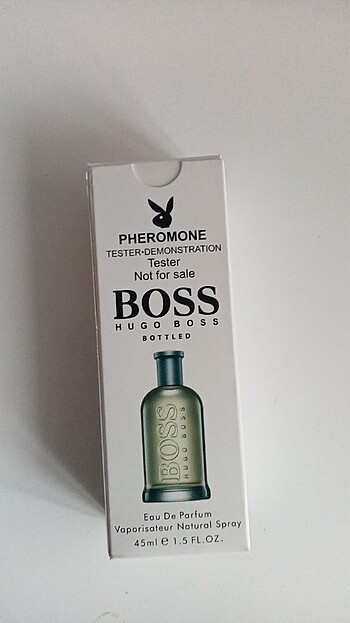 PHEROMONE
TESTER•DEMONSTRATION
Tester
Not for sale
BOSS
HUGO BOSS
BOTTLED
BOSS
HUGO BOSS
Eau De Parfum
Vaporisateur Natural Spray
45ml e 1.5 FL.OZ.